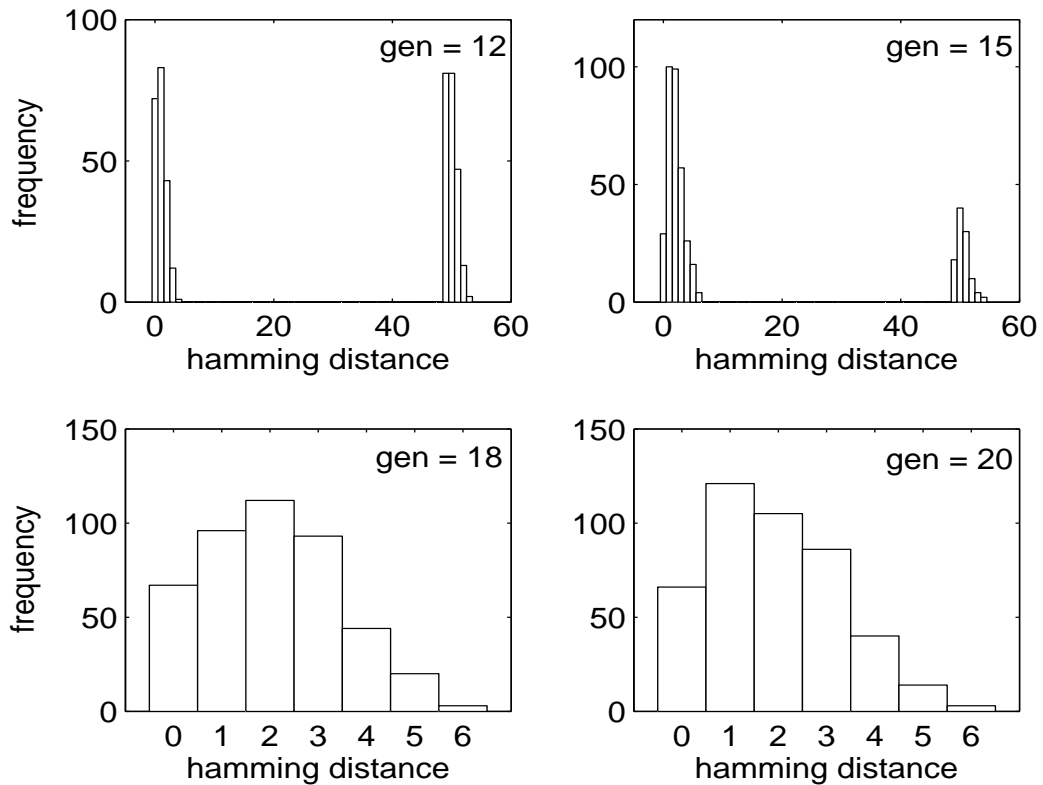 gen = 12
frequency
100
50
0
0 20 40 60
hamming distance
gen = 15
100
50
0
0 20 40 60
hamming distance
gen = 18
frequency
150
100
50
0
0 1 2 3 4 5 6
hamming distance
gen = 20
150
100
50
0
0 1 2 3 4 5 6
hamming distance